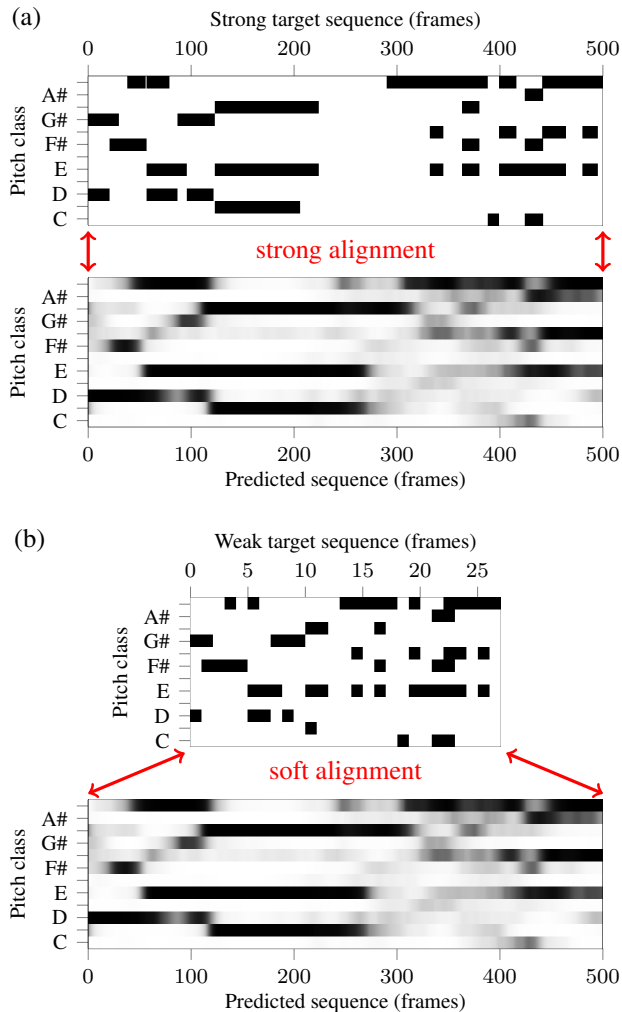 (a)
Strong target sequence (frames)
0 100 200 300 400 500
Pitch class
A#
G#
F#
E
D
C
strong alignment
Pitch class
A#
G#
F#
E
D
C
0 100 200 300 400 500
Predicted sequence (frames)
(b)
Weak target sequence (frames)
0 5 10 15 20 25
Pitch class
A#
G#
F#
E
D
C
soft alignment
Pitch class
A#
G#
F#
E
D
C
0 100 200 300 400 500
Predicted sequence (frames)